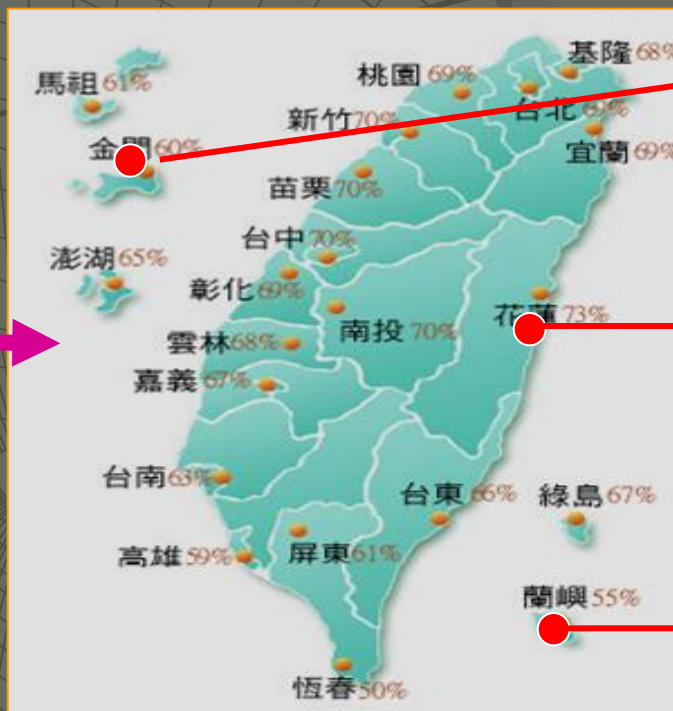 基隆 68%
桃園 69%
馬祖 61%
台北 69%
新竹 70%
金門 60%
宜蘭 69%
苗栗 70%
台中 70%
澎湖 65%
彰化 69%
花蓮 73%
南投 70%
雲林 68%
嘉義 67%
台南 63%
台東 66%
綠島 67%
高雄 59%
屏東 61%
蘭嶼 55%
恆春 50%